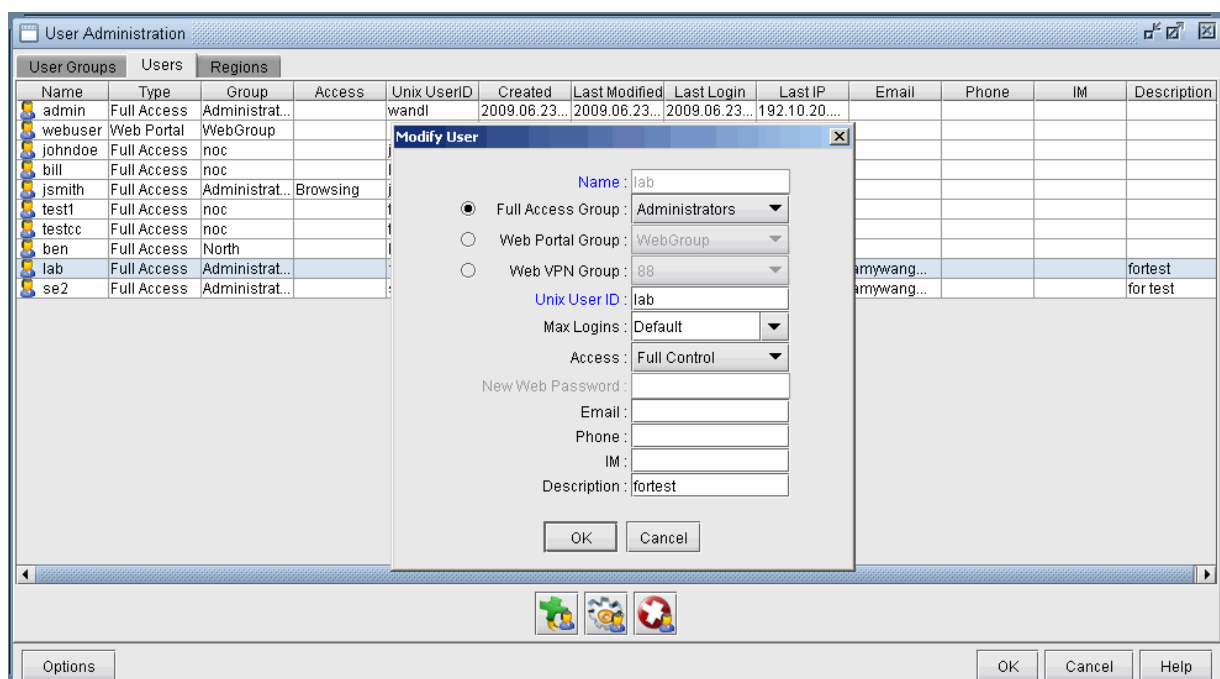 User Administration
User Groups Users Regions
Name Type Group Access Unix UserID Created Last Modified Last Login Last IP Email Phone IM Description
admin Full Access Administrat... wandl 2009.06.23... 2009.06.23... 2009.06.23... 192.10.20....
webuser Web Portal WebGroup
johndoe Full Access noc
bill Full Access noc
jsmith Full Access Administrat... Browsing
test1 Full Access noc
testcc Full Access noc
ben Full Access North
lab Full Access Administrat... amywang... fortest
se2 Full Access Administrat... amywang... for test
Modify User
Name : lab
Full Access Group : Administrators
Web Portal Group : WebGroup
Web VPN Group : 88
Unix User ID : lab
Max Logins : Default
Access : Full Control
New Web Password :
Email :
Phone :
IM :
Description : fortest
OK Cancel
Options OK Cancel Help